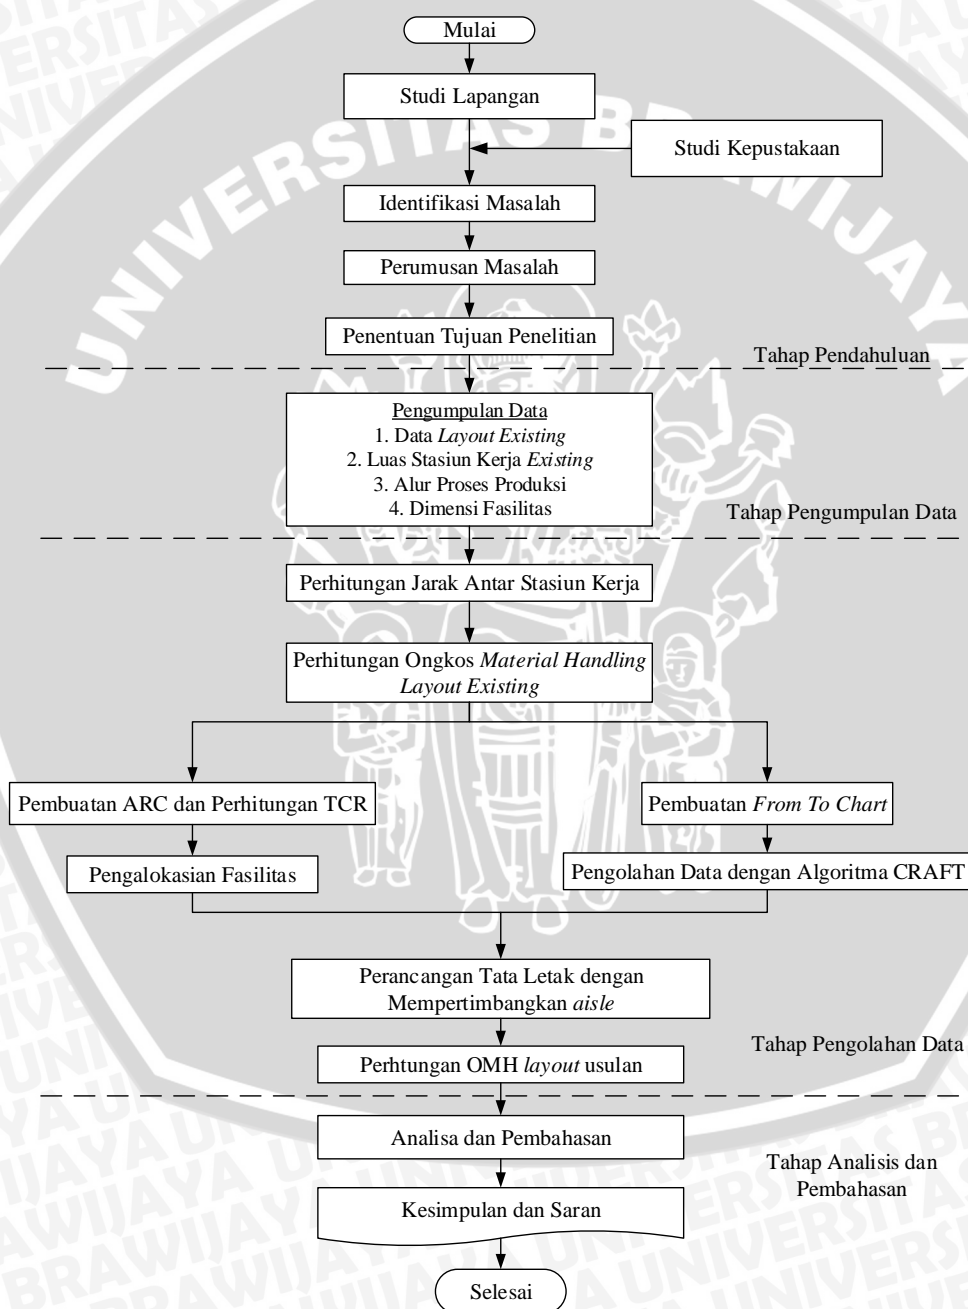 Mulai
Studi Lapangan
Studi Kepustakaan
Identifikasi Masalah
Perumusan Masalah
Penentuan Tujuan Penelitian
Tahap Pendahuluan
Pengumpulan Data
1. Data Layout Existing
2. Luas Stasiun Kerja Existing
3. Alur Proses Produksi
4. Dimensi Fasilitas
Tahap Pengumpulan Data
Perhitungan Jarak Antar Stasiun Kerja
Perhitungan Ongkos Material Handling
Layout Existing
Pembuatan ARC dan Perhitungan TCR
Pembuatan From To Chart
Pengalokasian Fasilitas
Pengolahan Data dengan Algoritma CRAFT
Perancangan Tata Letak dengan
Mempertimbangkan aisle
Tahap Pengolahan Data
Perhtungan OMH layout usulan
Analisa dan Pembahasan
Tahap Analisis dan
Pembahasan
Kesimpulan dan Saran
Selesai
UNIVERSITAS BRAWIJAYA